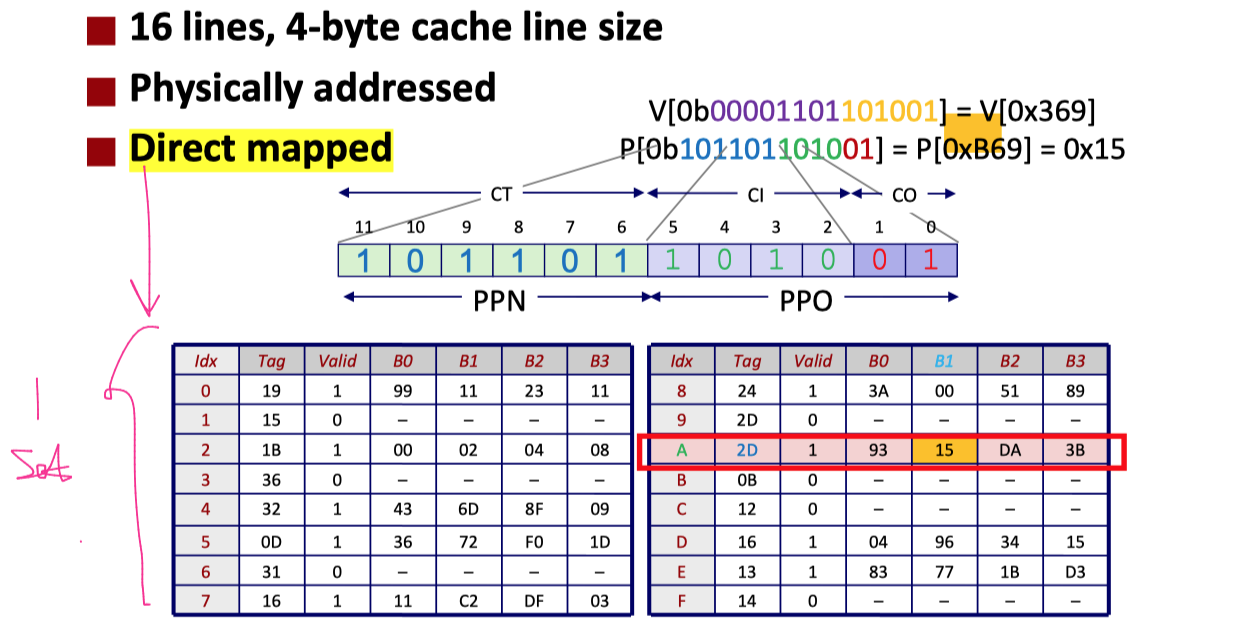 16 lines, 4-byte cache line size
Physically addressed
Direct mapped
V[0b00001101101001] = V[0x369]
P[0b101101101001] = P[0xB69] = 0x15
CT CI CO
11 10 9 8 7 6 5 4 3 2 1 0
1 0 1 1 0 1 1 0 1 0 0 1
PPN PPO
1
Set
Idx Tag Valid B0 B1 B2 B3
0 19 1 99 11 23 11
1 15 0 – – – –
2 1B 1 00 02 04 08
3 36 0 – – – –
4 32 1 43 6D 8F 09
5 0D 1 36 72 F0 1D
6 31 0 – – – –
7 16 1 11 C2 DF 03
Idx Tag Valid B0 B1 B2 B3
8 24 1 3A 00 51 89
9 2D 0 – – – –
A 2D 1 93 15 DA 3B
B 0B 0 – – – –
C 12 0 – – – –
D 16 1 04 96 34 15
E 13 1 83 77 1B D3
F 14 0 – – – –